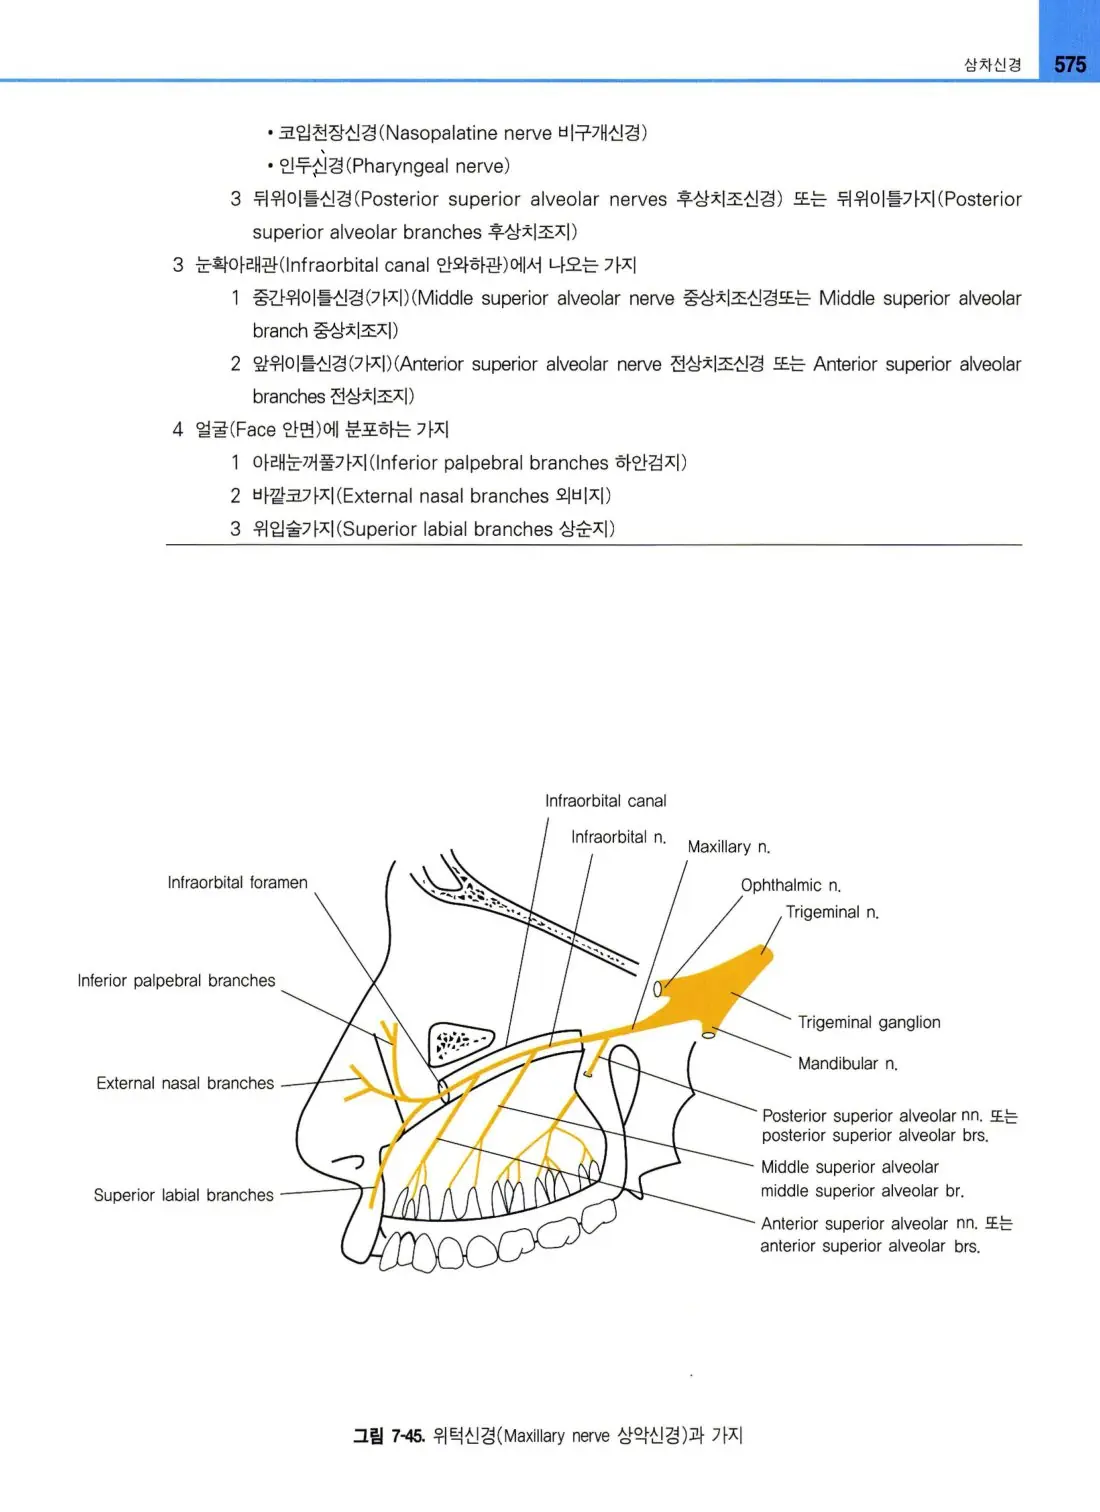 삼차신경 575
• 코입천장신경(Nasopalatine nerve 비구개신경)
• 인두신경(Pharyngeal nerve)
3 뒤위이틀신경(Posterior superior alveolar nerves 후상치조신경) 또는 뒤위이틀가지(Posterior
superior alveolar branches 후상치조지)
3 눈확아래관(Infraorbital canal 안와하관)에서 나오는 가지
1 중간위이틀신경(가지)(Middle superior alveolar nerve 중상치조신경또는 Middle superior alveolar
branch 중상치조지)
2 앞위이틀신경(가지)(Anterior superior alveolar nerve 전상치조신경 또는 Anterior superior alveolar
branches 전상치조지)
4 얼굴(Face 안면)에 분포하는 가지
1 아래눈꺼풀가지(Inferior palpebral branches 하안검지)
2 바깥코가지(External nasal branches 외비지)
3 위입술가지(Superior labial branches 상순지)
Infraorbital canal
Infraorbital n.
Maxillary n.
Infraorbital foramen
Ophthalmic n.
Trigeminal n.
Inferior palpebral branches
Trigeminal ganglion
Mandibular n.
External nasal branches
Posterior superior alveolar nn. 또는
posterior superior alveolar brs.
Middle superior alveolar
middle superior alveolar br.
Superior labial branches
Anterior superior alveolar nn. 또는
anterior superior alveolar brs.
그림 7-45. 위턱신경(Maxillary nerve 상악신경)과 가지